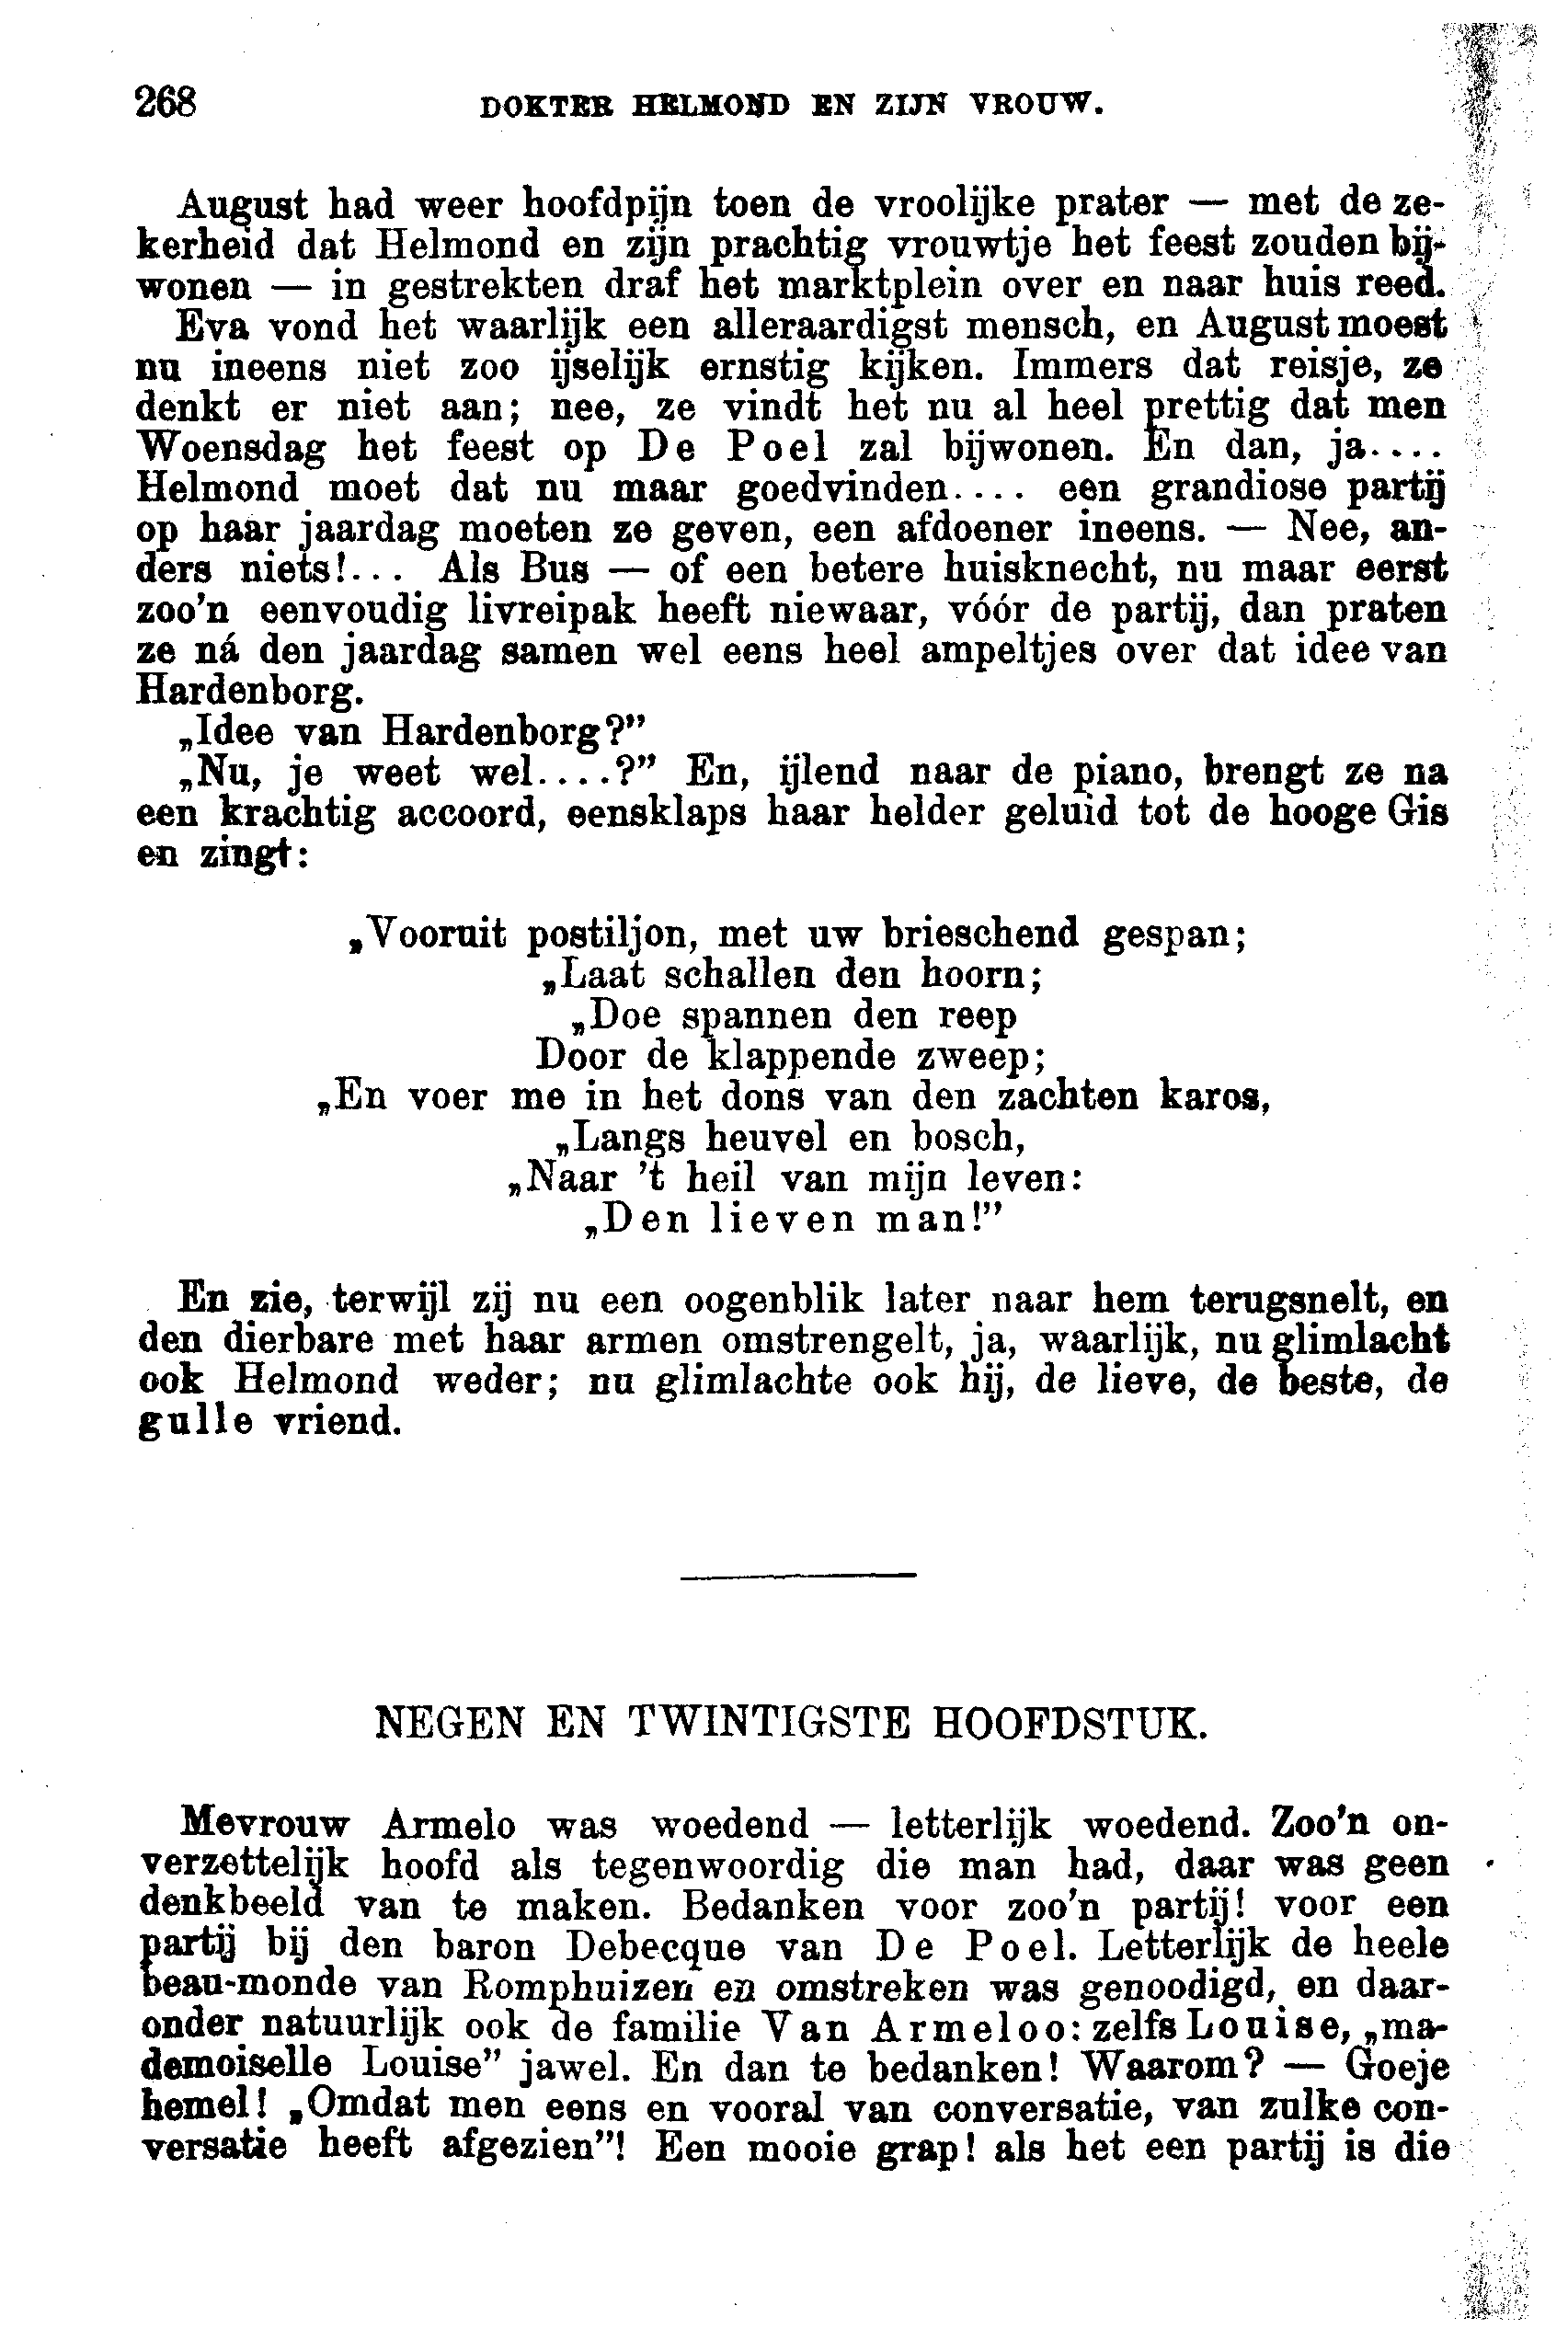 268 DOKTER HELMOND EN ZIJN VROUW.
August had weer hoofdpijn toen de vroolijke prater — met de ze-
kerheid dat Helmond en zijn prachtig vrouwtje het feest zouden bij-
wonen — in gestrekten draf het marktplein over en naar huis reed.
Eva vond het waarlijk een alleraardigst mensch, en August moest
nu ineens niet zoo ijselijk ernstig kijken. Immers dat reisje, ze
denkt er niet aan; nee, ze vindt het nu al heel prettig dat men
Woensdag het feest op De Poel zal bijwonen. En dan, ja....
Helmond moet dat nu maar goedvinden.... een grandiose partij
op haar jaardag moeten ze geven, een afdoener ineens. — Nee, an-
ders niets!... Als Bus — of een betere huisknecht, nu maar eerst
zoo'n eenvoudig livreipak heeft niewaar, vóór de partij, dan praten
ze ná den jaardag samen wel eens heel ampeltjes over dat idee van
Hardenborg.
„Idee van Hardenborg?”
„Nu, je weet wel....?” En, ijlend naar de piano, brengt ze na
een krachtig accoord, eensklaps haar helder geluid tot de hooge Gis
en zingt:
„Vooruit postiljon, met uw brieschend gespan;
„Laat schallen den hoorn;
„Doe spannen den reep
Door de klappende zweep;
„En voer me in het dons van den zachten karos,
„Langs heuvel en bosch,
„Naar 't heil van mijn leven:
„Den lieven man!”
En zie, terwijl zij nu een oogenblik later naar hem terugsnelt, en
den dierbare met haar armen omstrengelt, ja, waarlijk, nu glimlacht
ook Helmond weder; nu glimlachte ook hij, de lieve, de beste, de
gulle vriend.
NEGEN EN TWINTIGSTE HOOFDSTUK.
Mevrouw Armelo was woedend — letterlijk woedend. Zoo'n on-
verzettelijk hoofd als tegenwoordig die man had, daar was geen
denkbeeld van te maken. Bedanken voor zoo'n partij! voor een
partij bij den baron Debecque van De Poel. Letterlijk de heele
beau-monde van Romphuizen en omstreken was genoodigd, en daar-
onder natuurlijk ook de familie Van Armeloo: zelfs Louise, „ma-
demoiselle Louise” jawel. En dan te bedanken! Waarom? — Goeje
hemel! „Omdat men eens en vooral van conversatie, van zulke con-
versatie heeft afgezien”! Een mooie grap! als het een partij is die